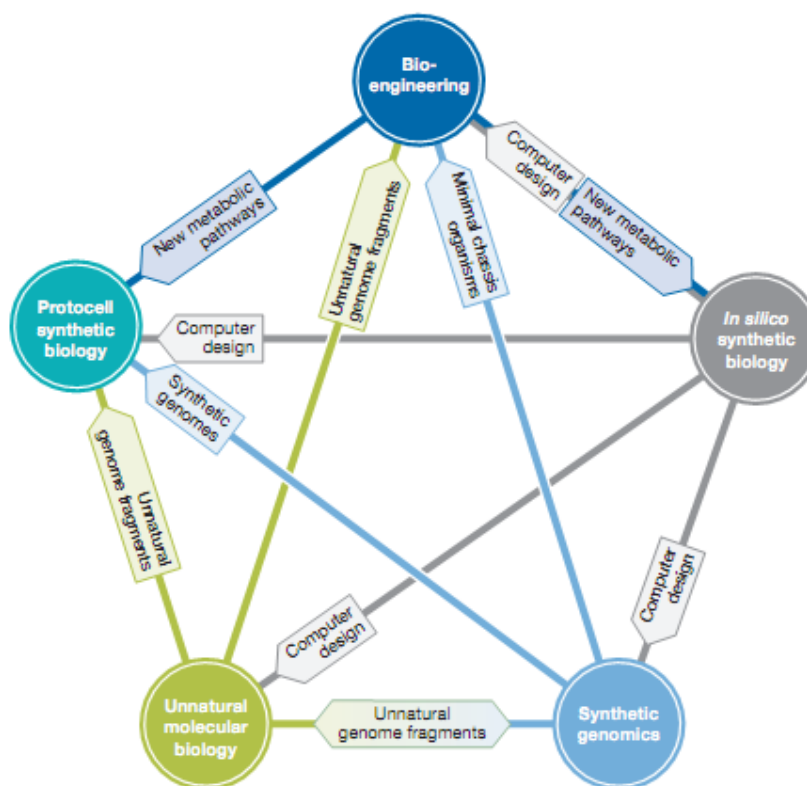 Bio-
engineering
Computer
design
New metabolic
pathways
New metabolic
pathways
Unnatural
genome fragments
Minimal chassis
organisms
Protocell
synthetic
biology
Computer
design
In silico
synthetic
biology
Synthetic
genomes
Unnatural
genome fragments
Computer
design
Computer
design
Unnatural
molecular
biology
Unnatural
genome fragments
Synthetic
genomics